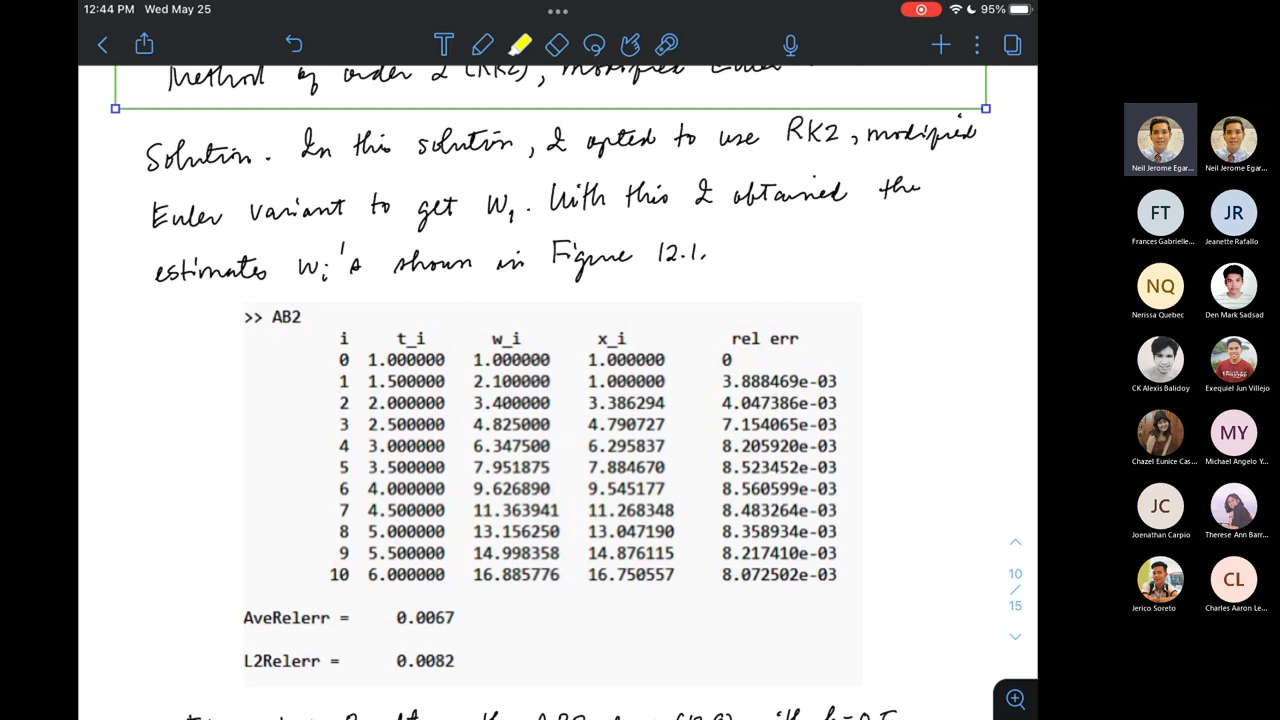 12:44 PM Wed May 25
95%
Method of order 2 (RK2), modified Euler
Solution. In this solution, I opted to use RK2, modified
Euler variant to get W₁. With this I obtained the
estimates wᵢ's shown in Figure 12.1.
>> AB2
i t_i w_i x_i rel err
0 1.000000 1.000000 1.000000 0
1 1.500000 2.100000 1.000000 3.888469e-03
2 2.000000 3.400000 3.386294 4.047386e-03
3 2.500000 4.825000 4.790727 7.154065e-03
4 3.000000 6.347500 6.295837 8.205920e-03
5 3.500000 7.951875 7.884670 8.523452e-03
6 4.000000 9.626890 9.545177 8.560599e-03
7 4.500000 11.363941 11.268348 8.483264e-03
8 5.000000 13.156250 13.047190 8.358934e-03
9 5.500000 14.998358 14.876115 8.217410e-03
10 6.000000 16.885776 16.750557 8.072502e-03
AveRelerr = 0.0067
L2Relerr = 0.0082
10
/
15
Neil Jerome Egar... Neil Jerome Egar...
FT JR
Frances Gabrielle... Jeanette Rafallo
NQ
Nerissa Quebec Den Mark Sadsad
CK Alexis Balidoy Exequiel Jun Villejo
MY
Chazel Eunice Cas... Michael Angelo Y...
JC
Joenathan Carpio Therese Ann Barr...
CL
Jerico Soreto Charles Aaron Le...